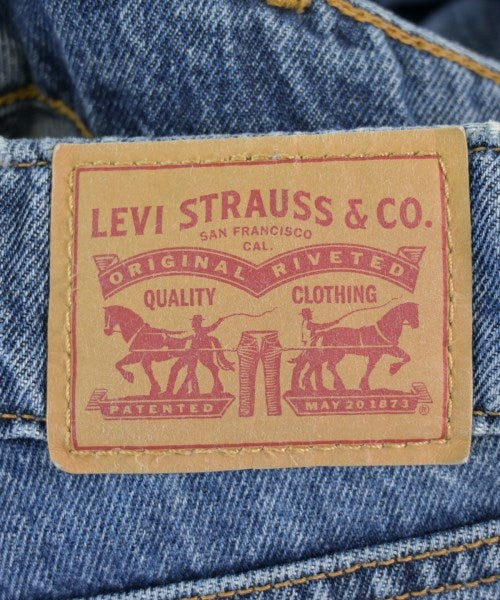 LEVI STRAUSS & CO.
SAN FRANCISCO
CAL.
ORIGINAL RIVETED
QUALITY CLOTHING
PATENTED MAY 20 1873 ®